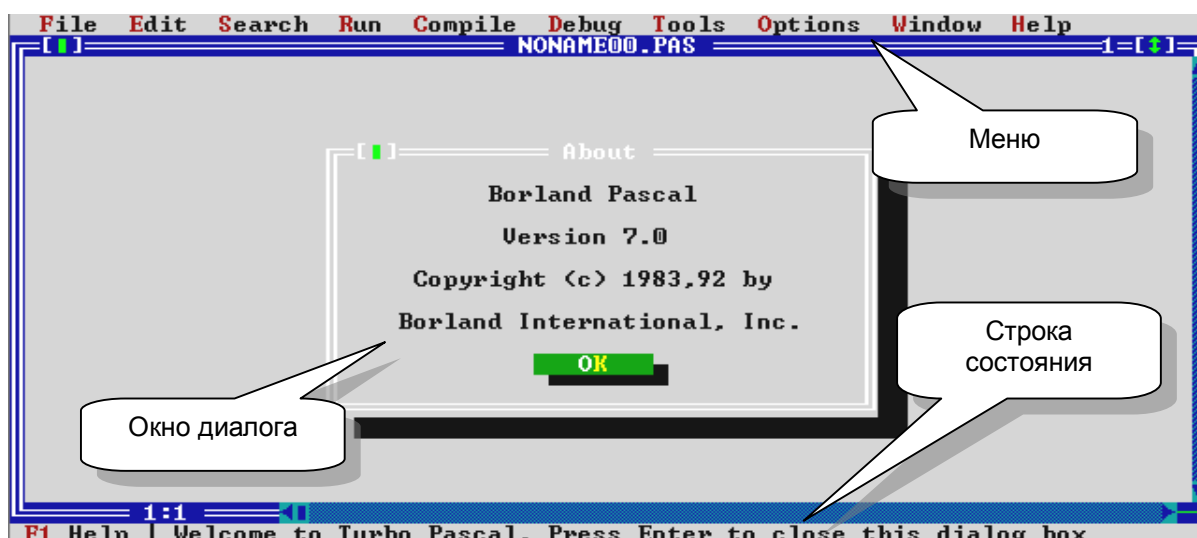 File Edit Search Run Compile Debug Tools Options Window Help
[ ] NONAME00.PAS 1=[↕]
Меню
[ ] About
Borland Pascal
Version 7.0
Copyright (c) 1983,92 by
Borland International, Inc.
OK
Строка
состояния
Окно диалога
1:1
F1 Help | Welcome to Turbo Pascal. Press Enter to close this dialog box